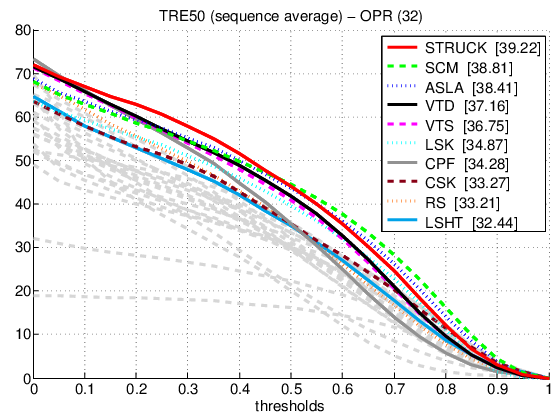 TRE50 (sequence average) – OPR (32)
80
70
60
50
40
30
20
10
0
0
0.1
0.2
0.3
0.4
0.5
0.6
0.7
0.8
0.9
1
thresholds
STRUCK [39.22]
SCM [38.81]
ASLA [38.41]
VTD [37.16]
VTS [36.75]
LSK [34.87]
CPF [34.28]
CSK [33.27]
RS [33.21]
LSHT [32.44]